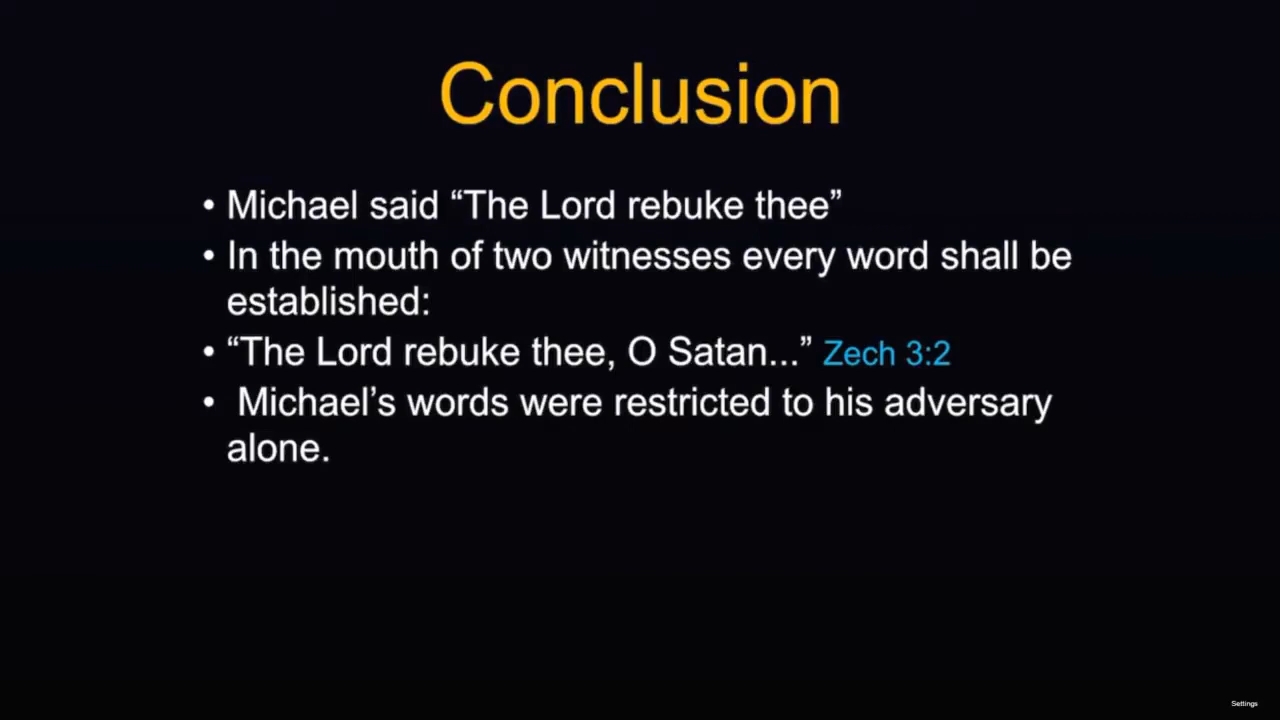 Conclusion
• Michael said “The Lord rebuke thee”
• In the mouth of two witnesses every word shall be
established:
• “The Lord rebuke thee, O Satan...” Zech 3:2
• Michael’s words were restricted to his adversary
alone.
Settings